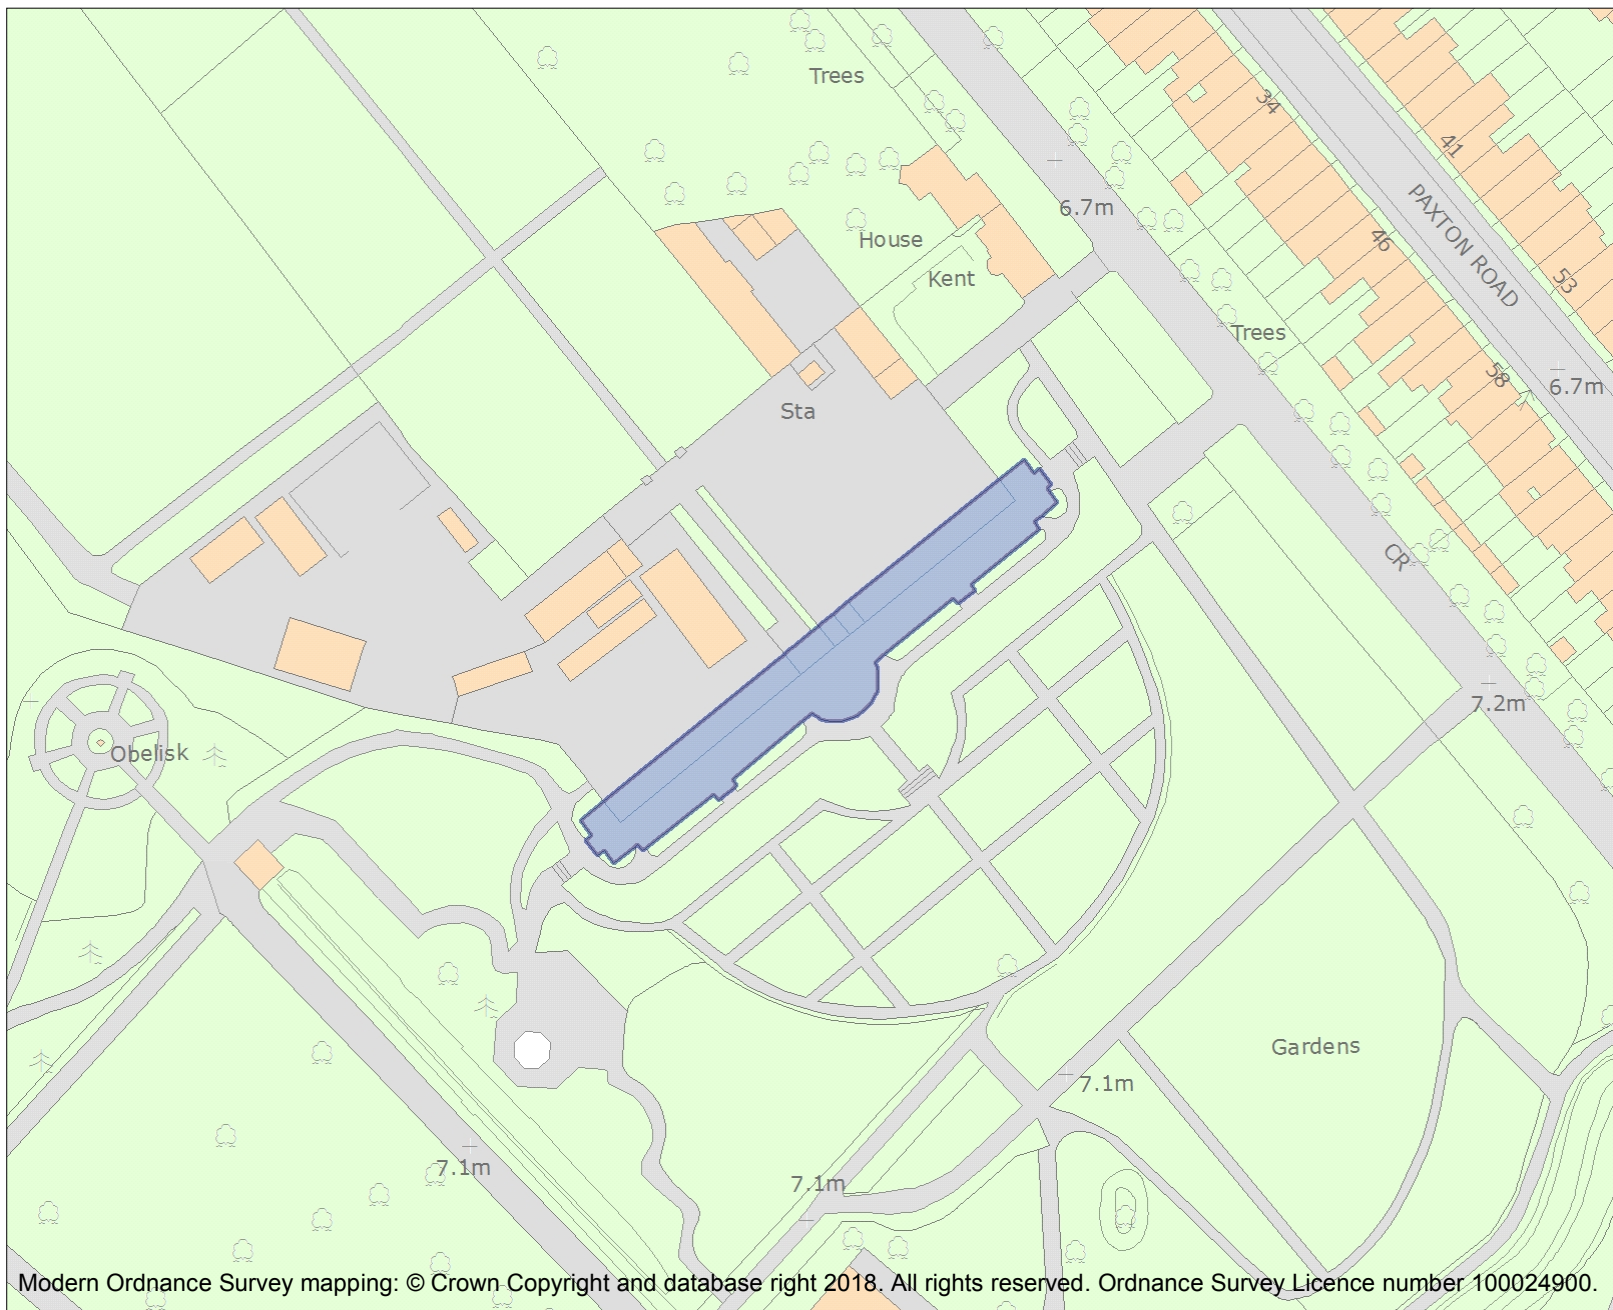 Trees
34
41
PAXTON ROAD
6.7m
House
46
Kent
53
Trees
58
6.7m
Sta
CR
7.2m
Obelisk
Gardens
7.1m
7.1m
7.1m
Modern Ordnance Survey mapping: © Crown Copyright and database right 2018. All rights reserved. Ordnance Survey Licence number 100024900.